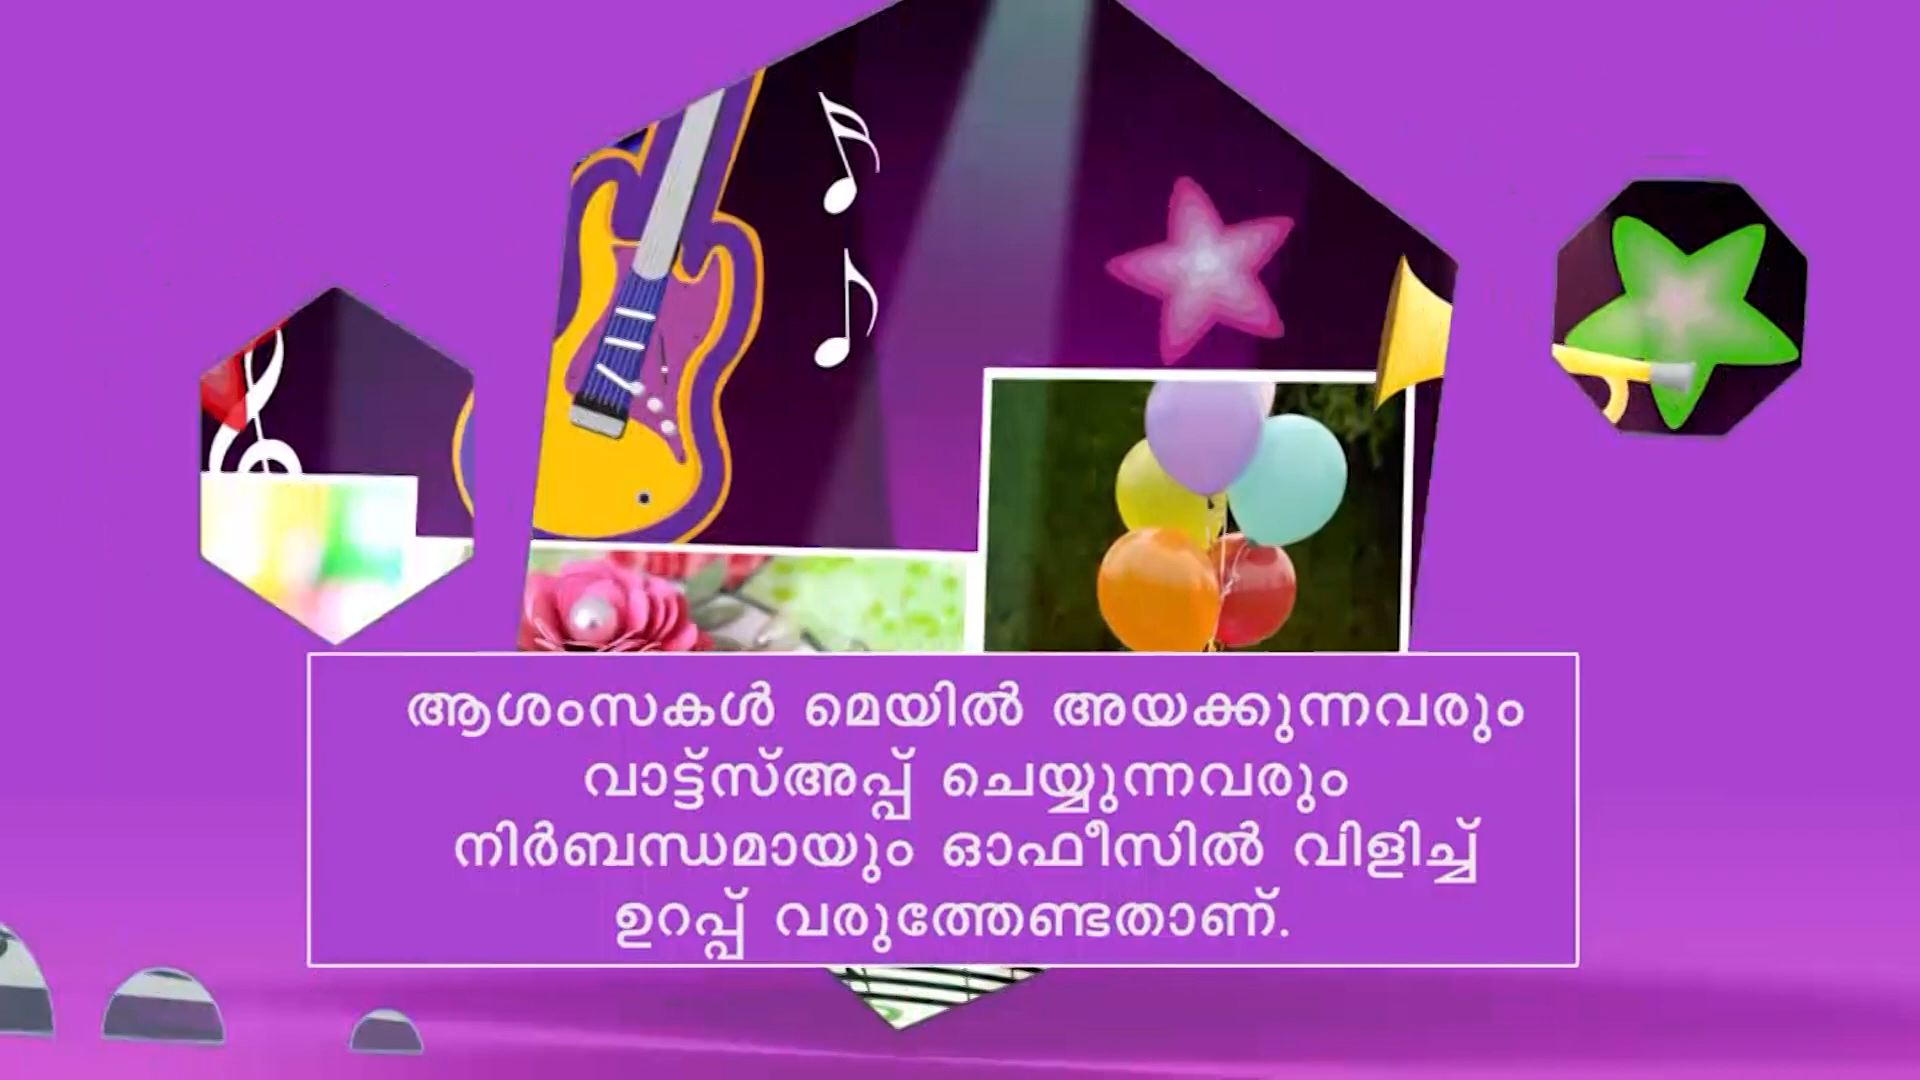 ആശംസകൾ മെയിൽ അയക്കുന്നവരും
വാട്ട്സ്അപ്പ് ചെയ്യുന്നവരും
നിർബന്ധമായും ഓഫീസിൽ വിളിച്ച്
ഉറപ്പ് വരുത്തേണ്ടതാണ്.